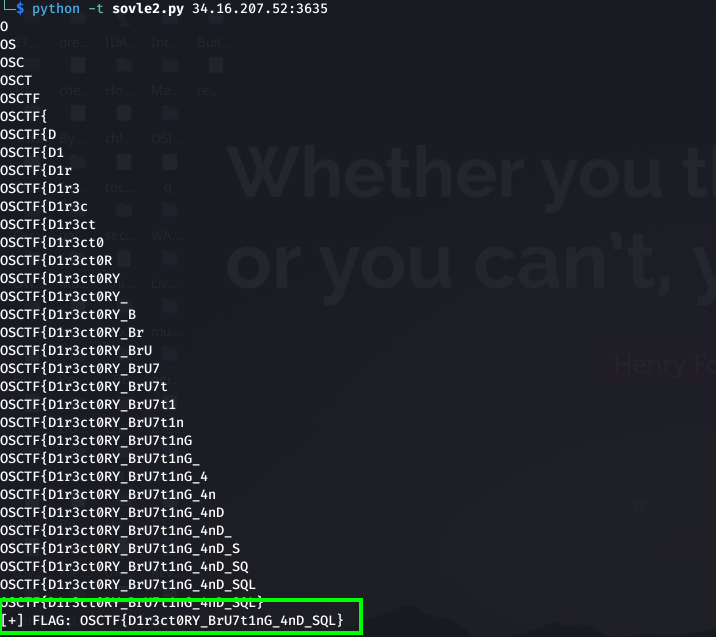 └─$ python -t sovle2.py 34.16.207.52:3635
O
OS
OSC
OSCT
OSCTF
OSCTF{
OSCTF{D
OSCTF{D1
OSCTF{D1r
OSCTF{D1r3
OSCTF{D1r3c
OSCTF{D1r3ct
OSCTF{D1r3ct0
OSCTF{D1r3ct0R
OSCTF{D1r3ct0RY
OSCTF{D1r3ct0RY_
OSCTF{D1r3ct0RY_B
OSCTF{D1r3ct0RY_Br
OSCTF{D1r3ct0RY_BrU
OSCTF{D1r3ct0RY_BrU7
OSCTF{D1r3ct0RY_BrU7t
OSCTF{D1r3ct0RY_BrU7t1
OSCTF{D1r3ct0RY_BrU7t1n
OSCTF{D1r3ct0RY_BrU7t1nG
OSCTF{D1r3ct0RY_BrU7t1nG_
OSCTF{D1r3ct0RY_BrU7t1nG_4
OSCTF{D1r3ct0RY_BrU7t1nG_4n
OSCTF{D1r3ct0RY_BrU7t1nG_4nD
OSCTF{D1r3ct0RY_BrU7t1nG_4nD_
OSCTF{D1r3ct0RY_BrU7t1nG_4nD_S
OSCTF{D1r3ct0RY_BrU7t1nG_4nD_SQ
OSCTF{D1r3ct0RY_BrU7t1nG_4nD_SQL
OSCTF{D1r3ct0RY_BrU7t1nG_4nD_SQL}
[+] FLAG: OSCTF{D1r3ct0RY_BrU7t1nG_4nD_SQL}
Whether you t
or you can't, y
Henry Fo